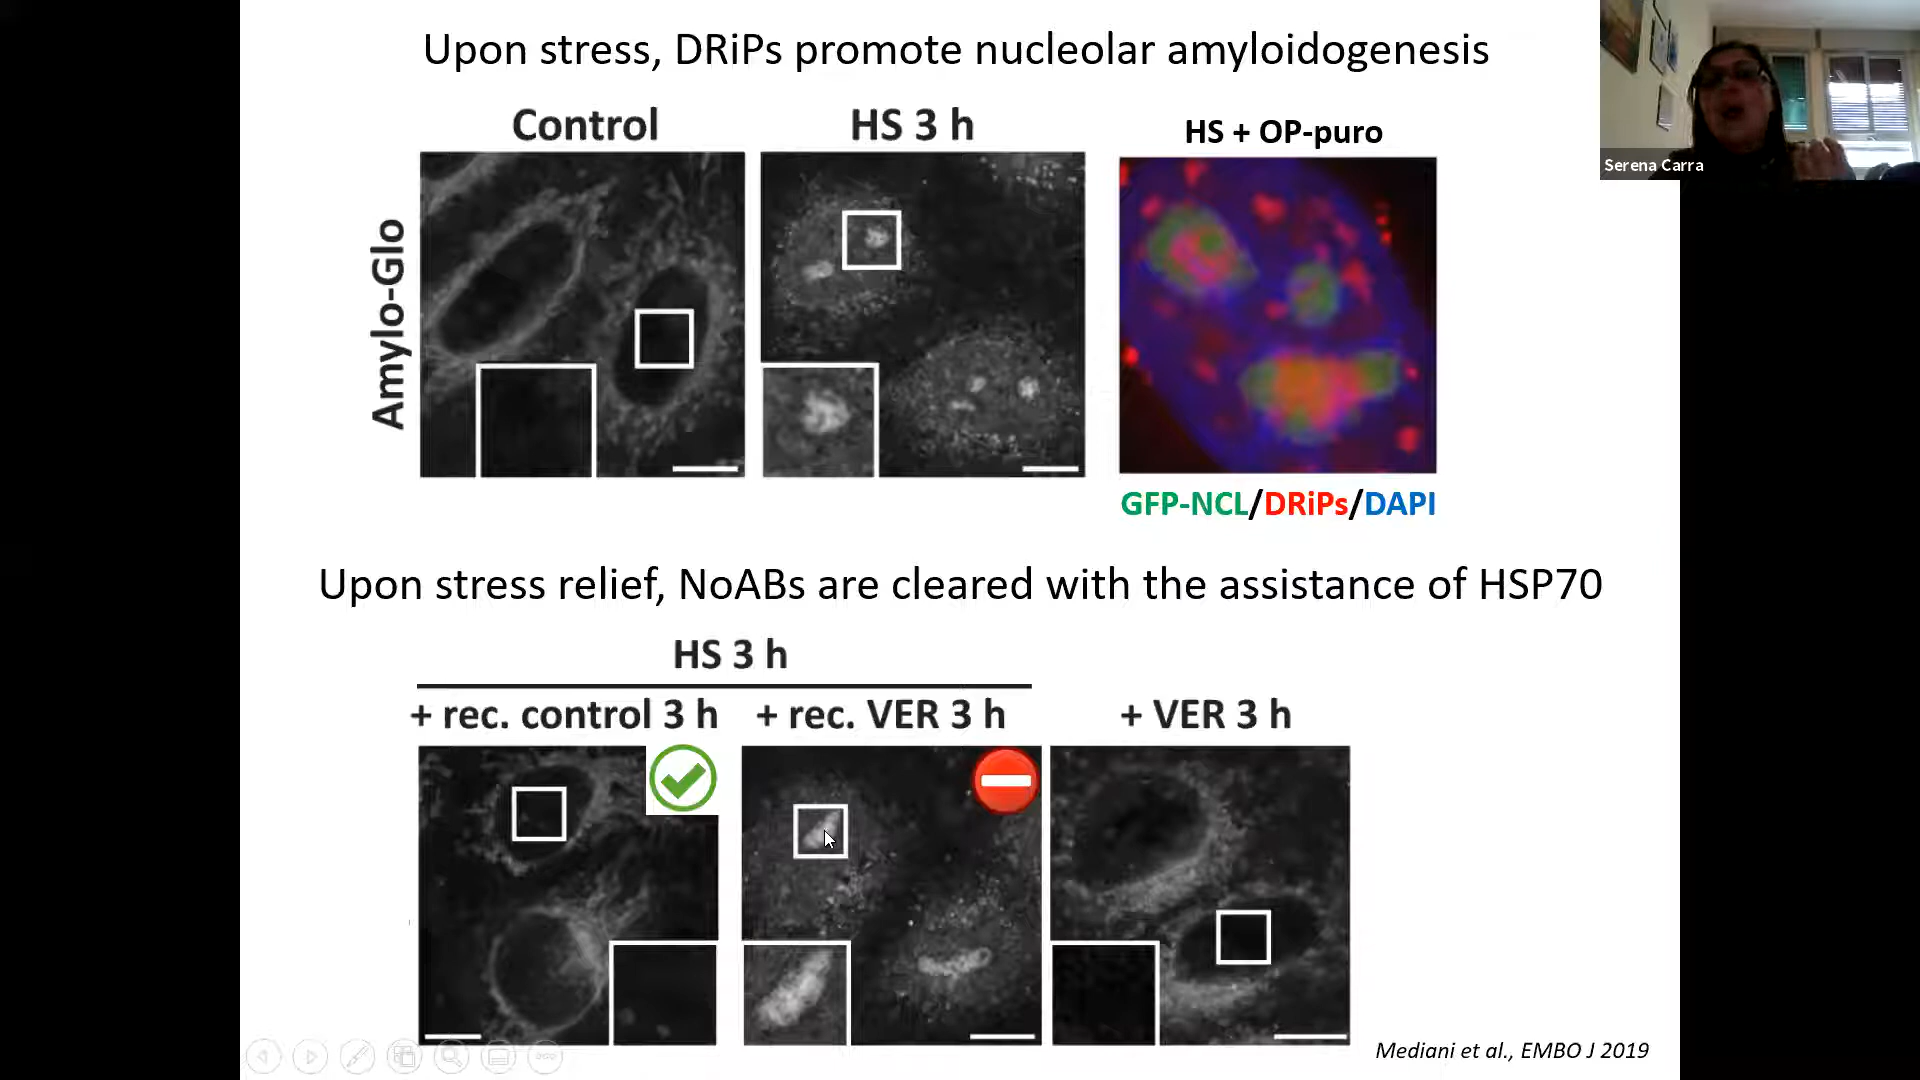 Upon stress, DRiPs promote nucleolar amyloidogenesis
Control
HS 3 h
HS + OP-puro
Serena Carra
Amylo-Glo
GFP-NCL/DRiPs/DAPI
Upon stress relief, NoABs are cleared with the assistance of HSP70
HS 3 h
+ rec. control 3 h
+ rec. VER 3 h
+ VER 3 h
Mediani et al., EMBO J 2019